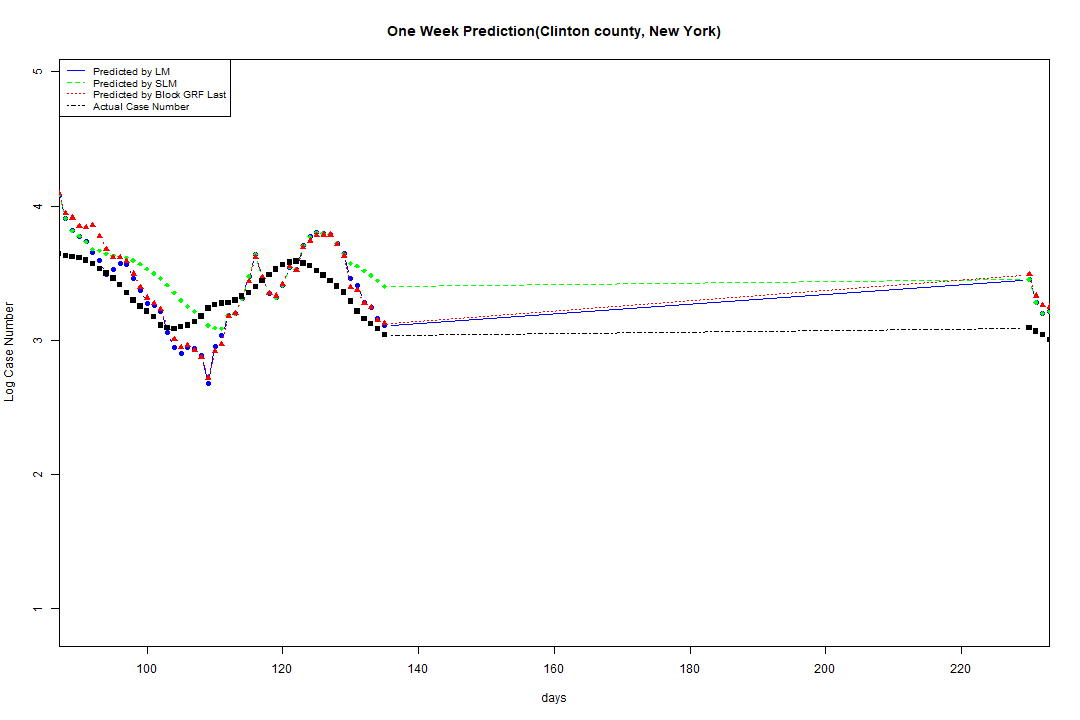 One Week Prediction(Clinton county, New York)
Predicted by LM
Predicted by SLM
Predicted by Block GRF Last
Actual Case Number
5
4
3
2
1
Log Case Number
100 120 140 160 180 200 220
days